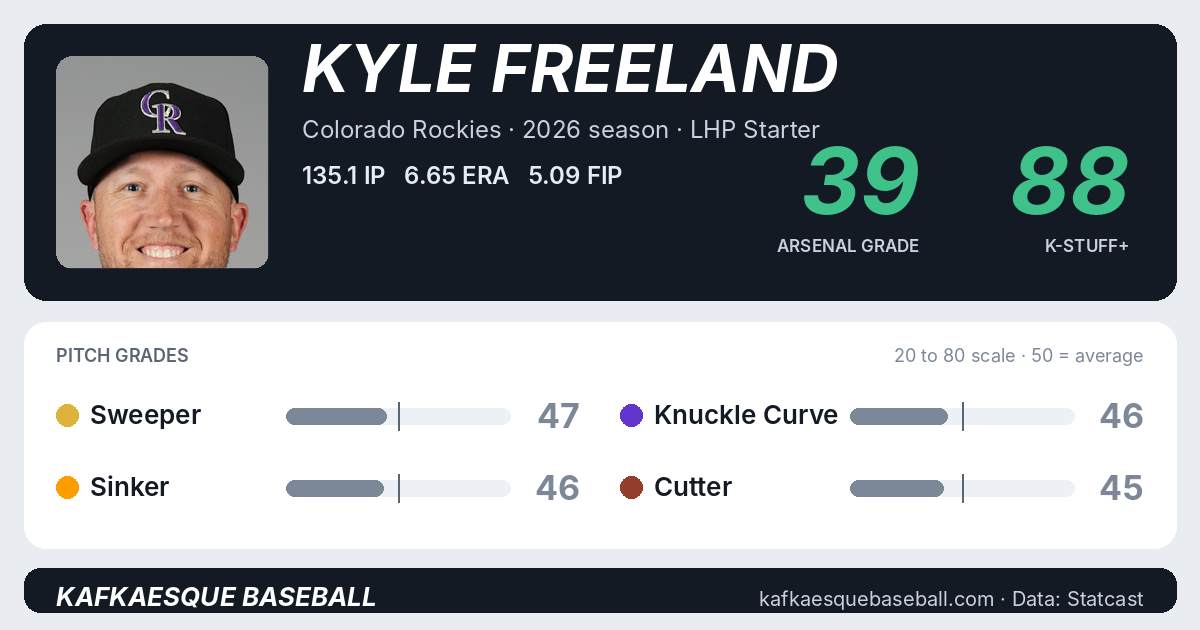 KYLE FREELAND
Colorado Rockies · 2026 season · LHP Starter
135.1 IP 6.65 ERA 5.09 FIP
39 88
ARSENAL GRADE K-STUFF+
CR
PITCH GRADES 20 to 80 scale · 50 = average
Sweeper 47 Knuckle Curve 46
Sinker 46 Cutter 45
KAFKAESQUE BASEBALL kafkaesquebaseball.com · Data: Statcast